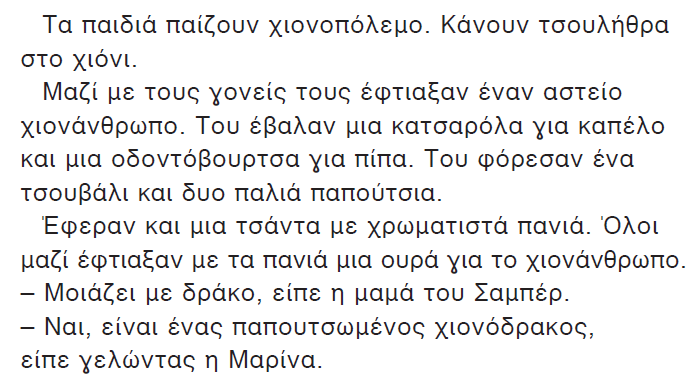 Τα παιδιά παίζουν χιονοπόλεμο. Κάνουν τσουλήθρα
στο χιόνι.
Μαζί με τους γονείς τους έφτιαξαν έναν αστείο
χιονάνθρωπο. Του έβαλαν μια κατσαρόλα για καπέλο
και μια οδοντόβουρτσα για πίπα. Του φόρεσαν ένα
τσουβάλι και δυο παλιά παπούτσια.
Έφεραν και μια τσάντα με χρωματιστά πανιά. Όλοι
μαζί έφτιαξαν με τα πανιά μια ουρά για το χιονάνθρωπο.
– Μοιάζει με δράκο, είπε η μαμά του Σαμπέρ.
– Ναι, είναι ένας παπουτσωμένος χιονόδρακος,
είπε γελώντας η Μαρίνα.